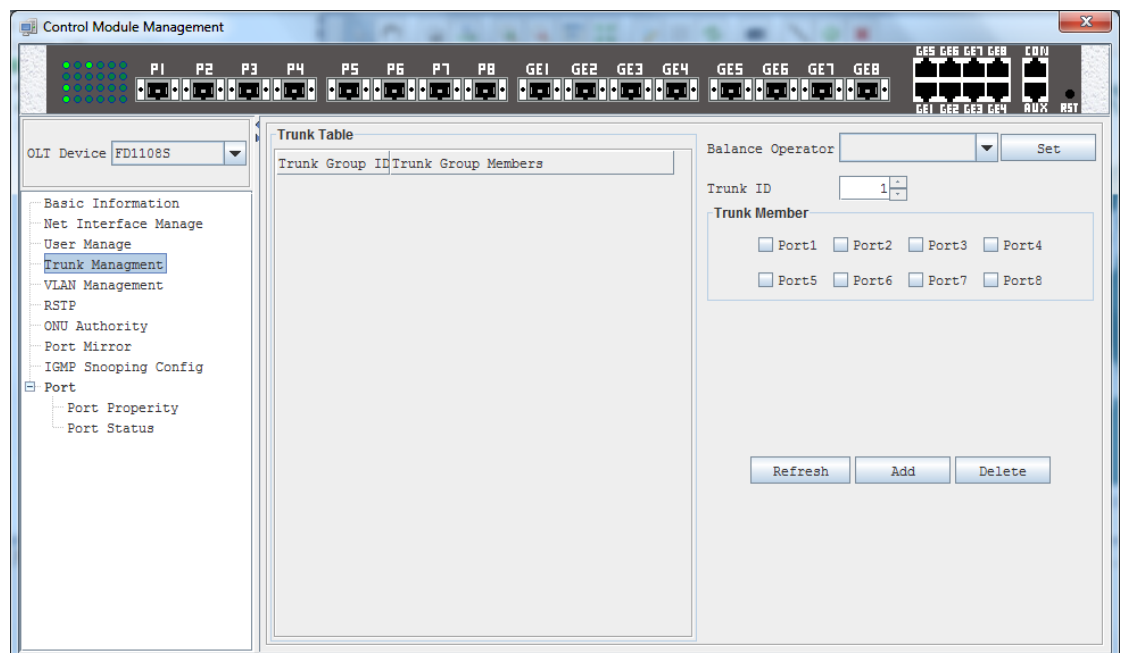 Control Module Management
GE5 GE6 GE7 GE8 CON
P1 P2 P3 P4 P5 P6 P7 P8 GE1 GE2 GE3 GE4 GE5 GE6 GE7 GE8
GE1 GE2 GE3 GE4 AUX RST
OLT Device FD1108S
Basic Information
Net Interface Manage
User Manage
Trunk Managment
VLAN Management
RSTP
ONU Authority
Port Mirror
IGMP Snooping Config
Port
Port Properity
Port Status
Trunk Table
Trunk Group ID Trunk Group Members
Balance Operator Set
Trunk ID 1
Trunk Member
Port1 Port2 Port3 Port4
Port5 Port6 Port7 Port8
Refresh Add Delete